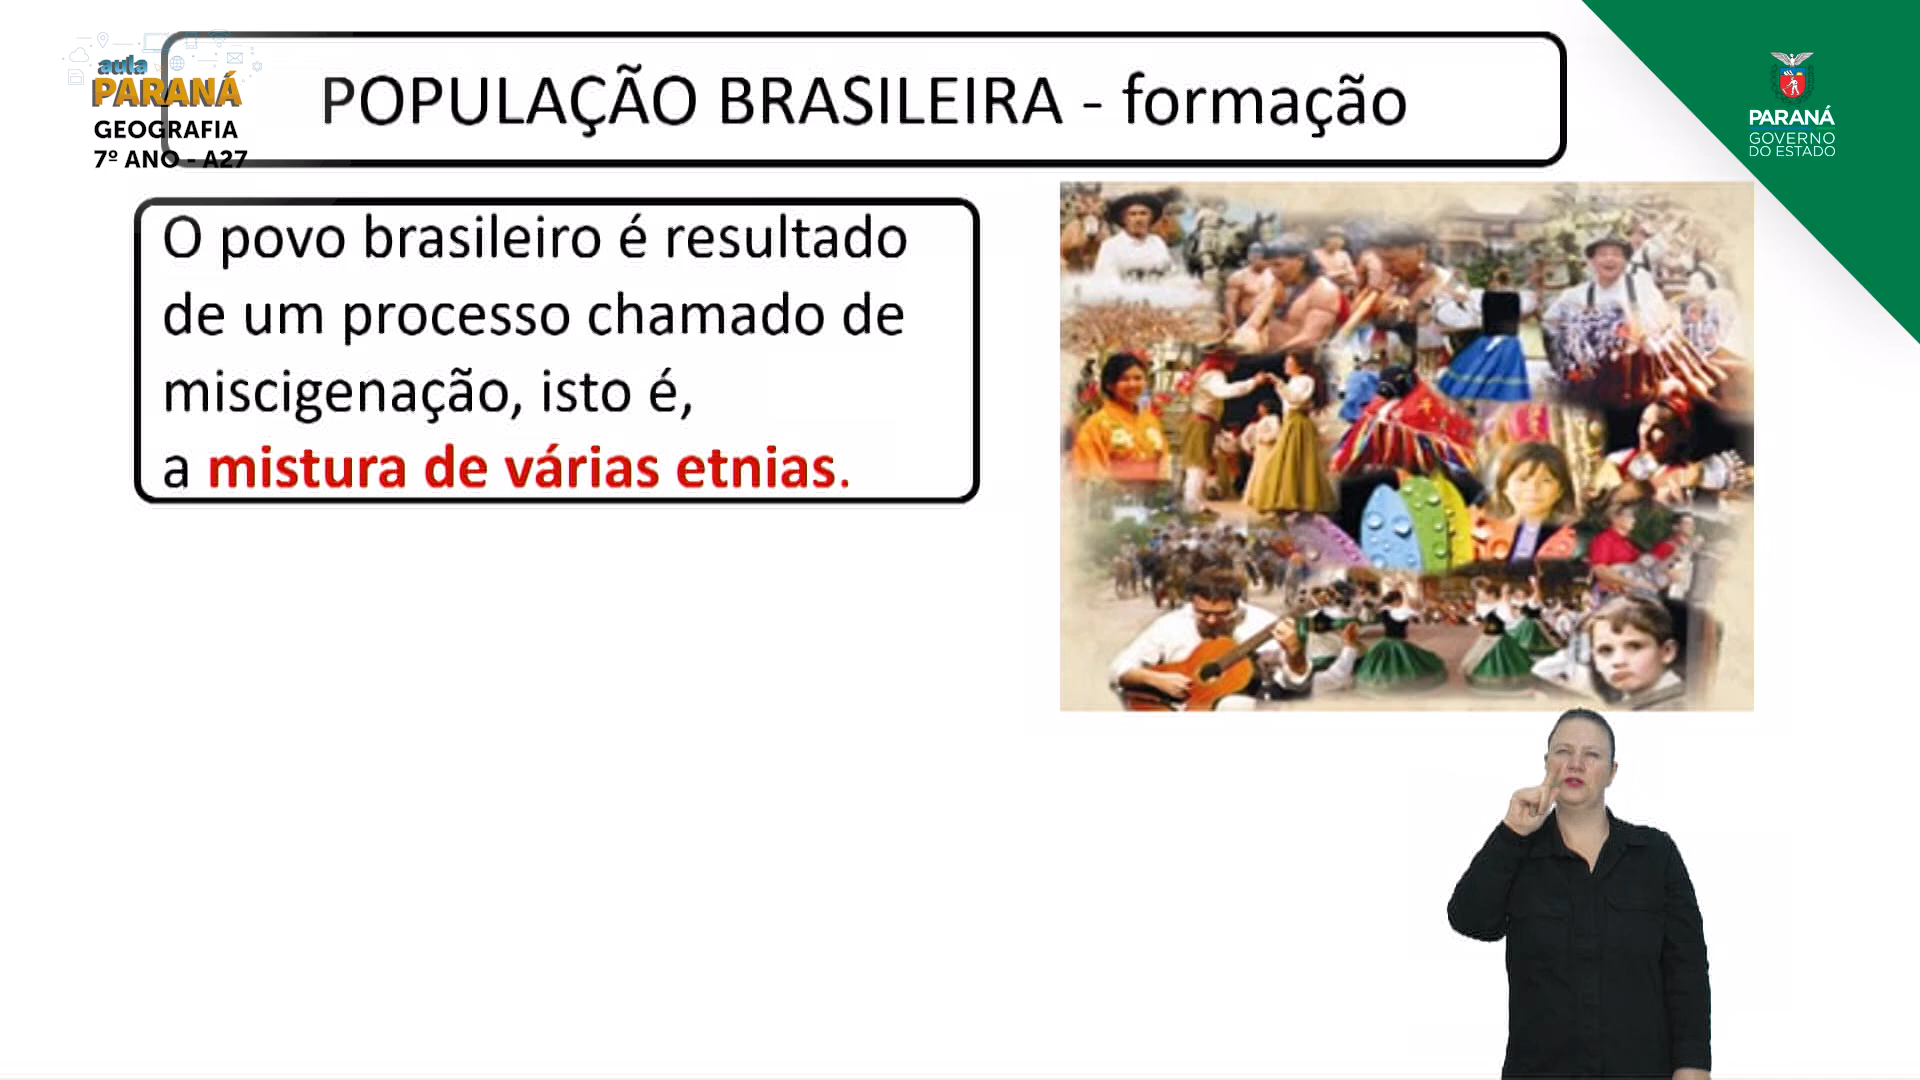 aula
PARANÁ
GEOGRAFIA
7º ANO - A27
POPULAÇÃO BRASILEIRA - formação
PARANÁ
GOVERNO
DO ESTADO
O povo brasileiro é resultado
de um processo chamado de
miscigenação, isto é,
a mistura de várias etnias.